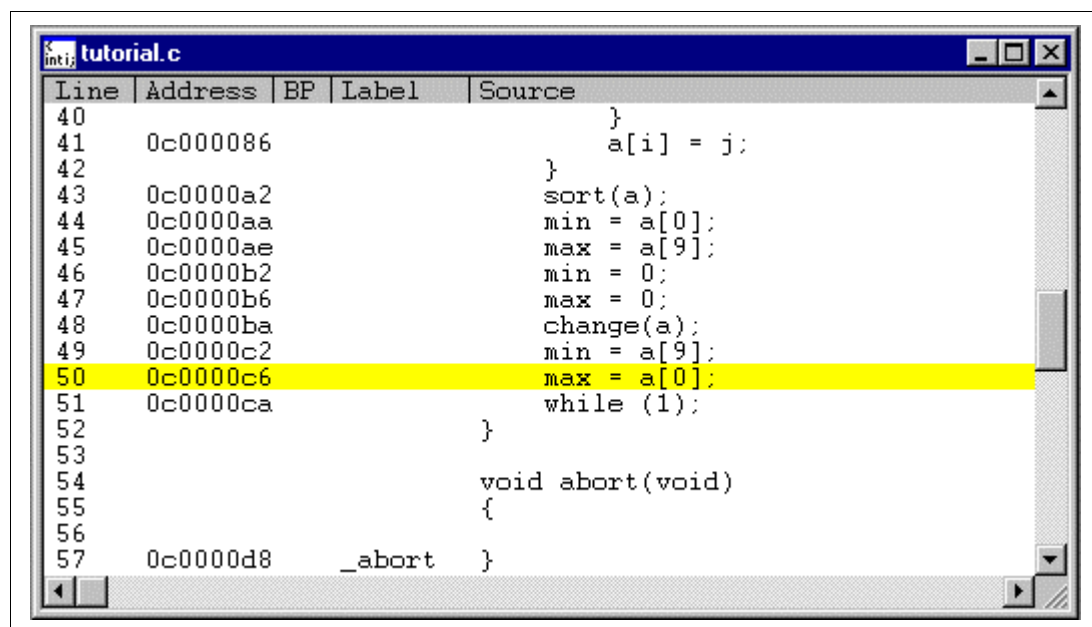 tutorial.c
Line Address BP Label Source
40 }
41 0c000086 a[i] = j;
42 }
43 0c0000a2 sort(a);
44 0c0000aa min = a[0];
45 0c0000ae max = a[9];
46 0c0000b2 min = 0;
47 0c0000b6 max = 0;
48 0c0000ba change(a);
49 0c0000c2 min = a[9];
50 0c0000c6 max = a[0];
51 0c0000ca while (1);
52 }
53
54 void abort(void)
55 {
56
57 0c0000d8 _abort }